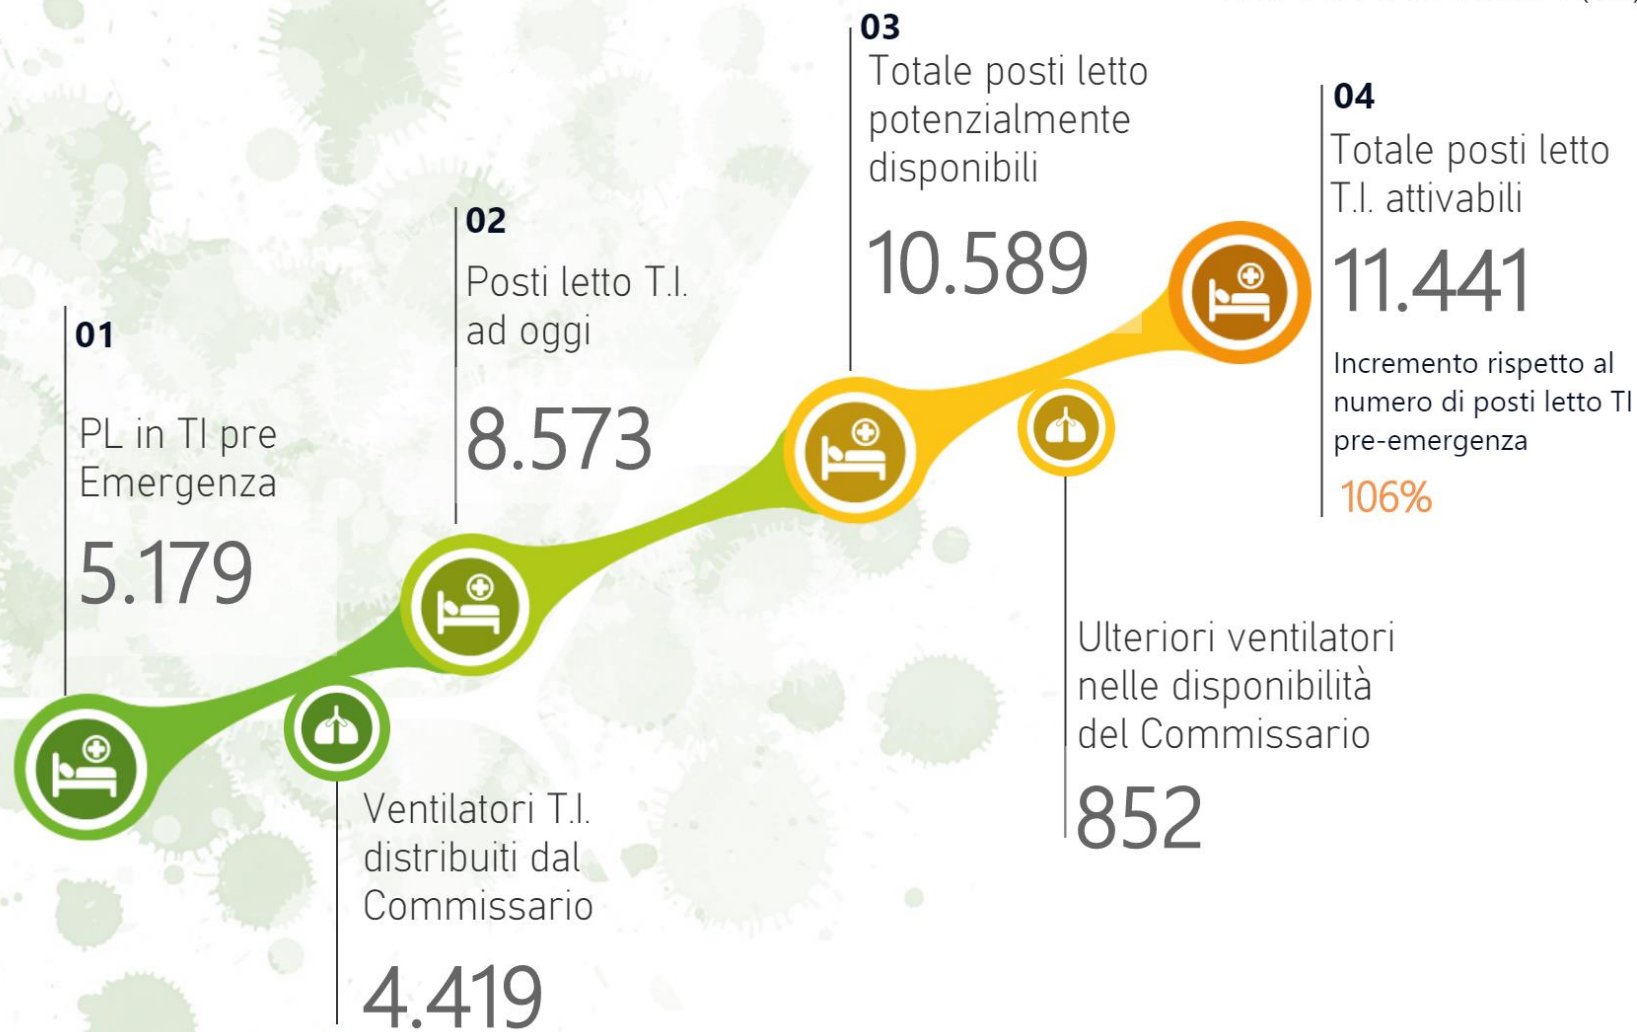 01
PL in TI pre
Emergenza
5.179
Ventilatori T.I.
distribuiti dal
Commissario
4.419
02
Posti letto T.I.
ad oggi
8.573
03
Totale posti letto
potenzialmente
disponibili
10.589
Ulteriori ventilatori
nelle disponibilità
del Commissario
852
04
Totale posti letto
T.I. attivabili
11.441
Incremento rispetto al
numero di posti letto TI
pre-emergenza
106%